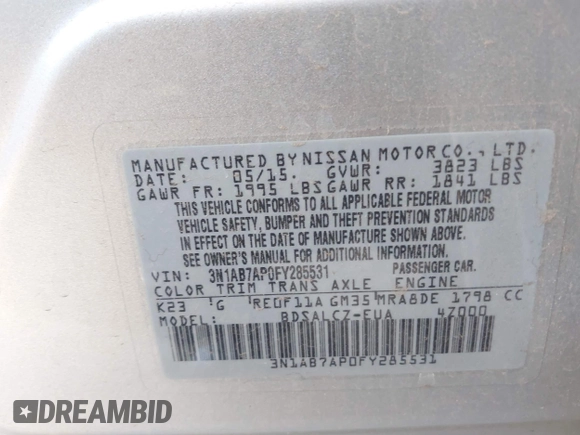 MANUFACTURED BY NISSAN MOTOR CO., LTD.
DATE: 05/15. GVWR: 3823 LBS
GAWR FR: 1995 LBS GAWR RR: 1841 LBS
THIS VEHICLE CONFORMS TO ALL APPLICABLE FEDERAL MOTOR
VEHICLE SAFETY, BUMPER AND THEFT PREVENTION STANDARDS
IN EFFECT ON THE DATE OF MANUFACTURE SHOWN ABOVE.
SEE OWNER'S MANUAL FOR ADDITIONAL INFORMATION.
VIN: 3N1AB7AP0FY285531 PASSENGER CAR.
COLOR TRIM TRANS AXLE ENGINE
K23 G RE0F11A GM35 MRA8DE 1798 CC
MODEL: BDSALCZ-EUA 4Z000
3N1AB7AP0FY285531
DREAMBID